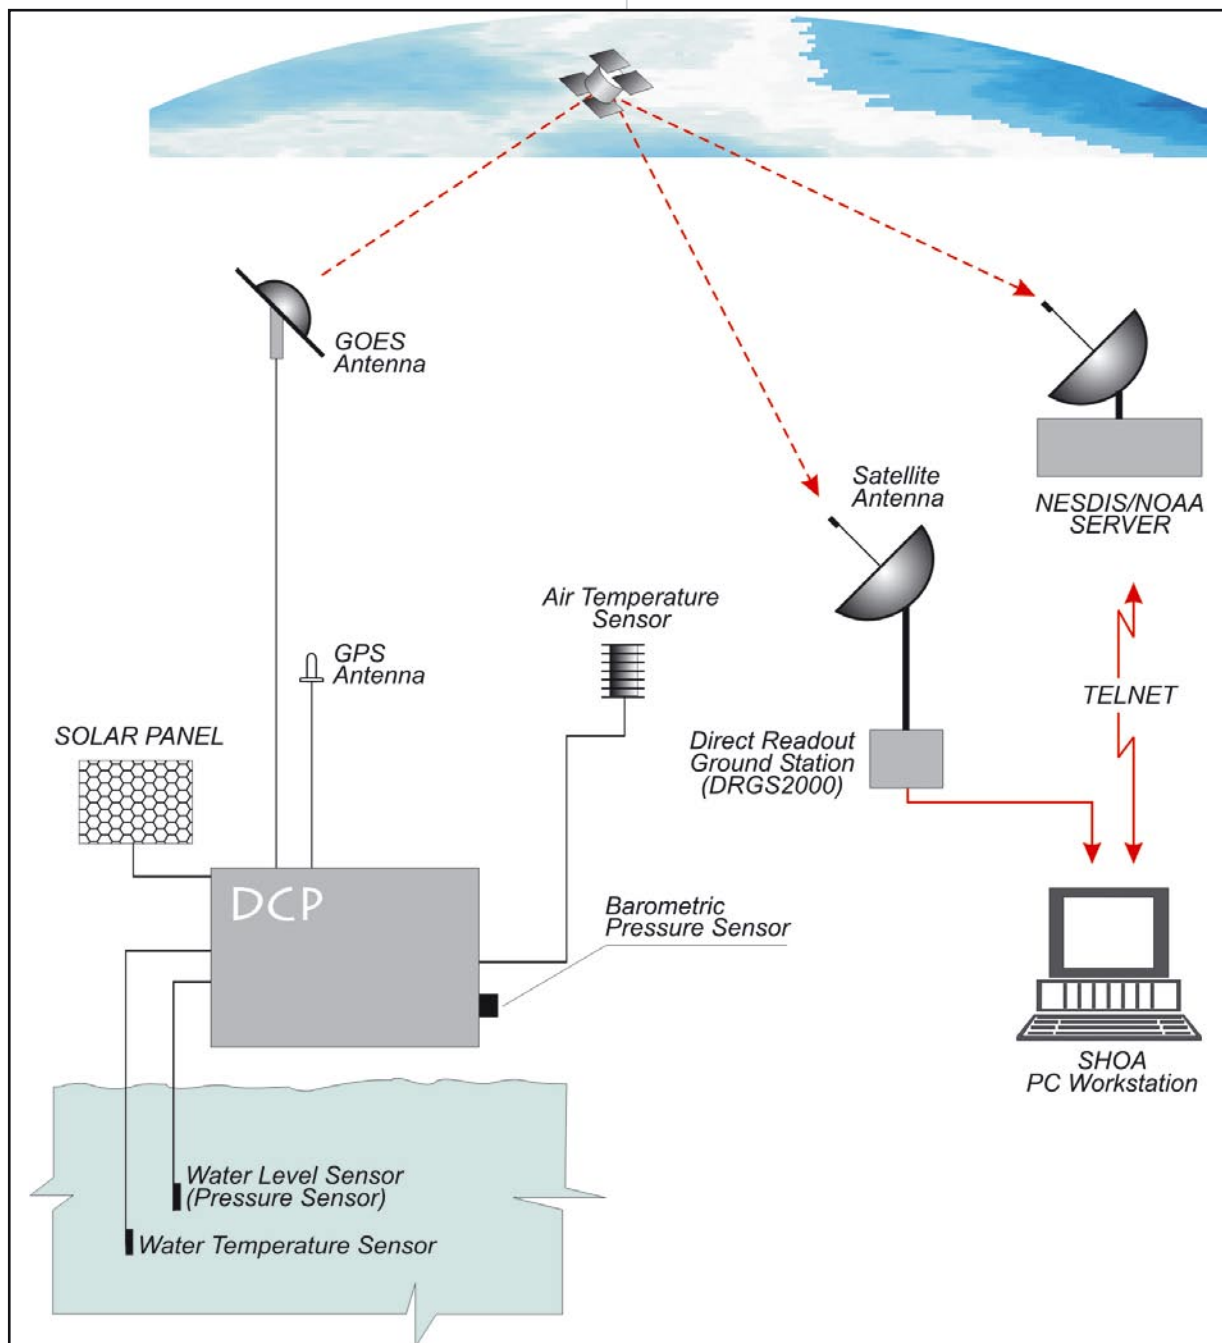 GOES
Antenna
Satellite
Antenna
NESDIS/NOAA
SERVER
Air Temperature
Sensor
GPS
Antenna
TELNET
SOLAR PANEL
Direct Readout
Ground Station
(DRGS2000)
DCP
Barometric
Pressure Sensor
SHOA
PC Workstation
Water Level Sensor
(Pressure Sensor)
Water Temperature Sensor